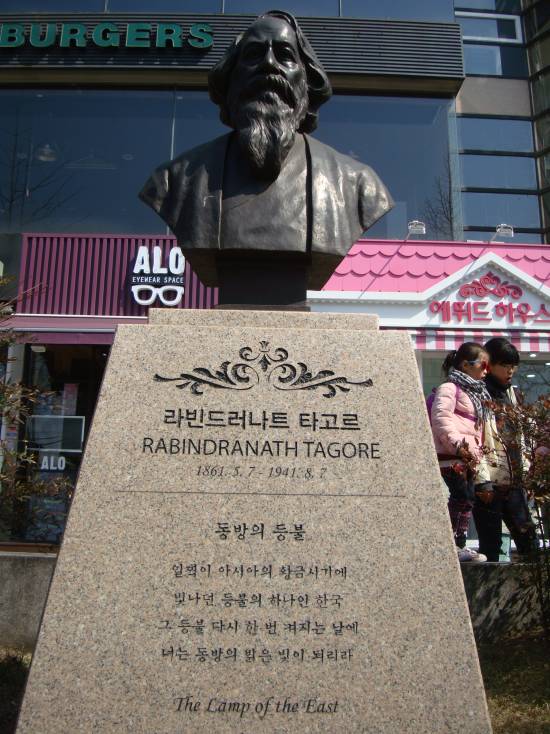 BURGERS
ALO
EYEWEAR SPACE
에뛰드 하우스
ALO
라빈드러나트 타고르
RABINDRANATH TAGORE
1861. 5. 7 - 1941. 8. 7
동방의 등불
일찍이 아시아의 황금시기에
빛나던 등불의 하나인 한국
그 등불 다시 한 번 켜지는 날에
너는 동방의 밝은 빛이 되리라
The Lamp of the East